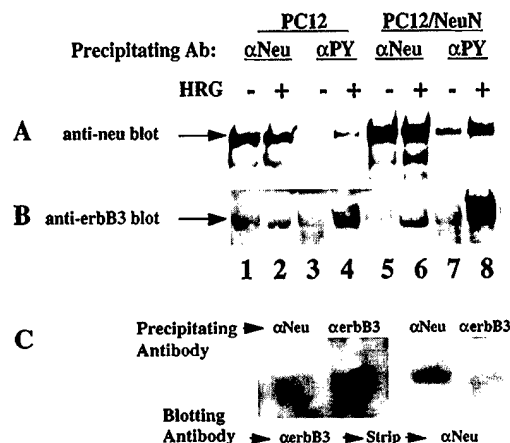 PC12 PC12/NeuN
Precipitating Ab: αNeu αPY αNeu αPY
HRG - + - + - + - +
A anti-neu blot
B anti-erbB3 blot
1 2 3 4 5 6 7 8
C
Precipitating αNeu αerbB3 αNeu αerbB3
Antibody
Blotting
Antibody αerbB3 Strip αNeu